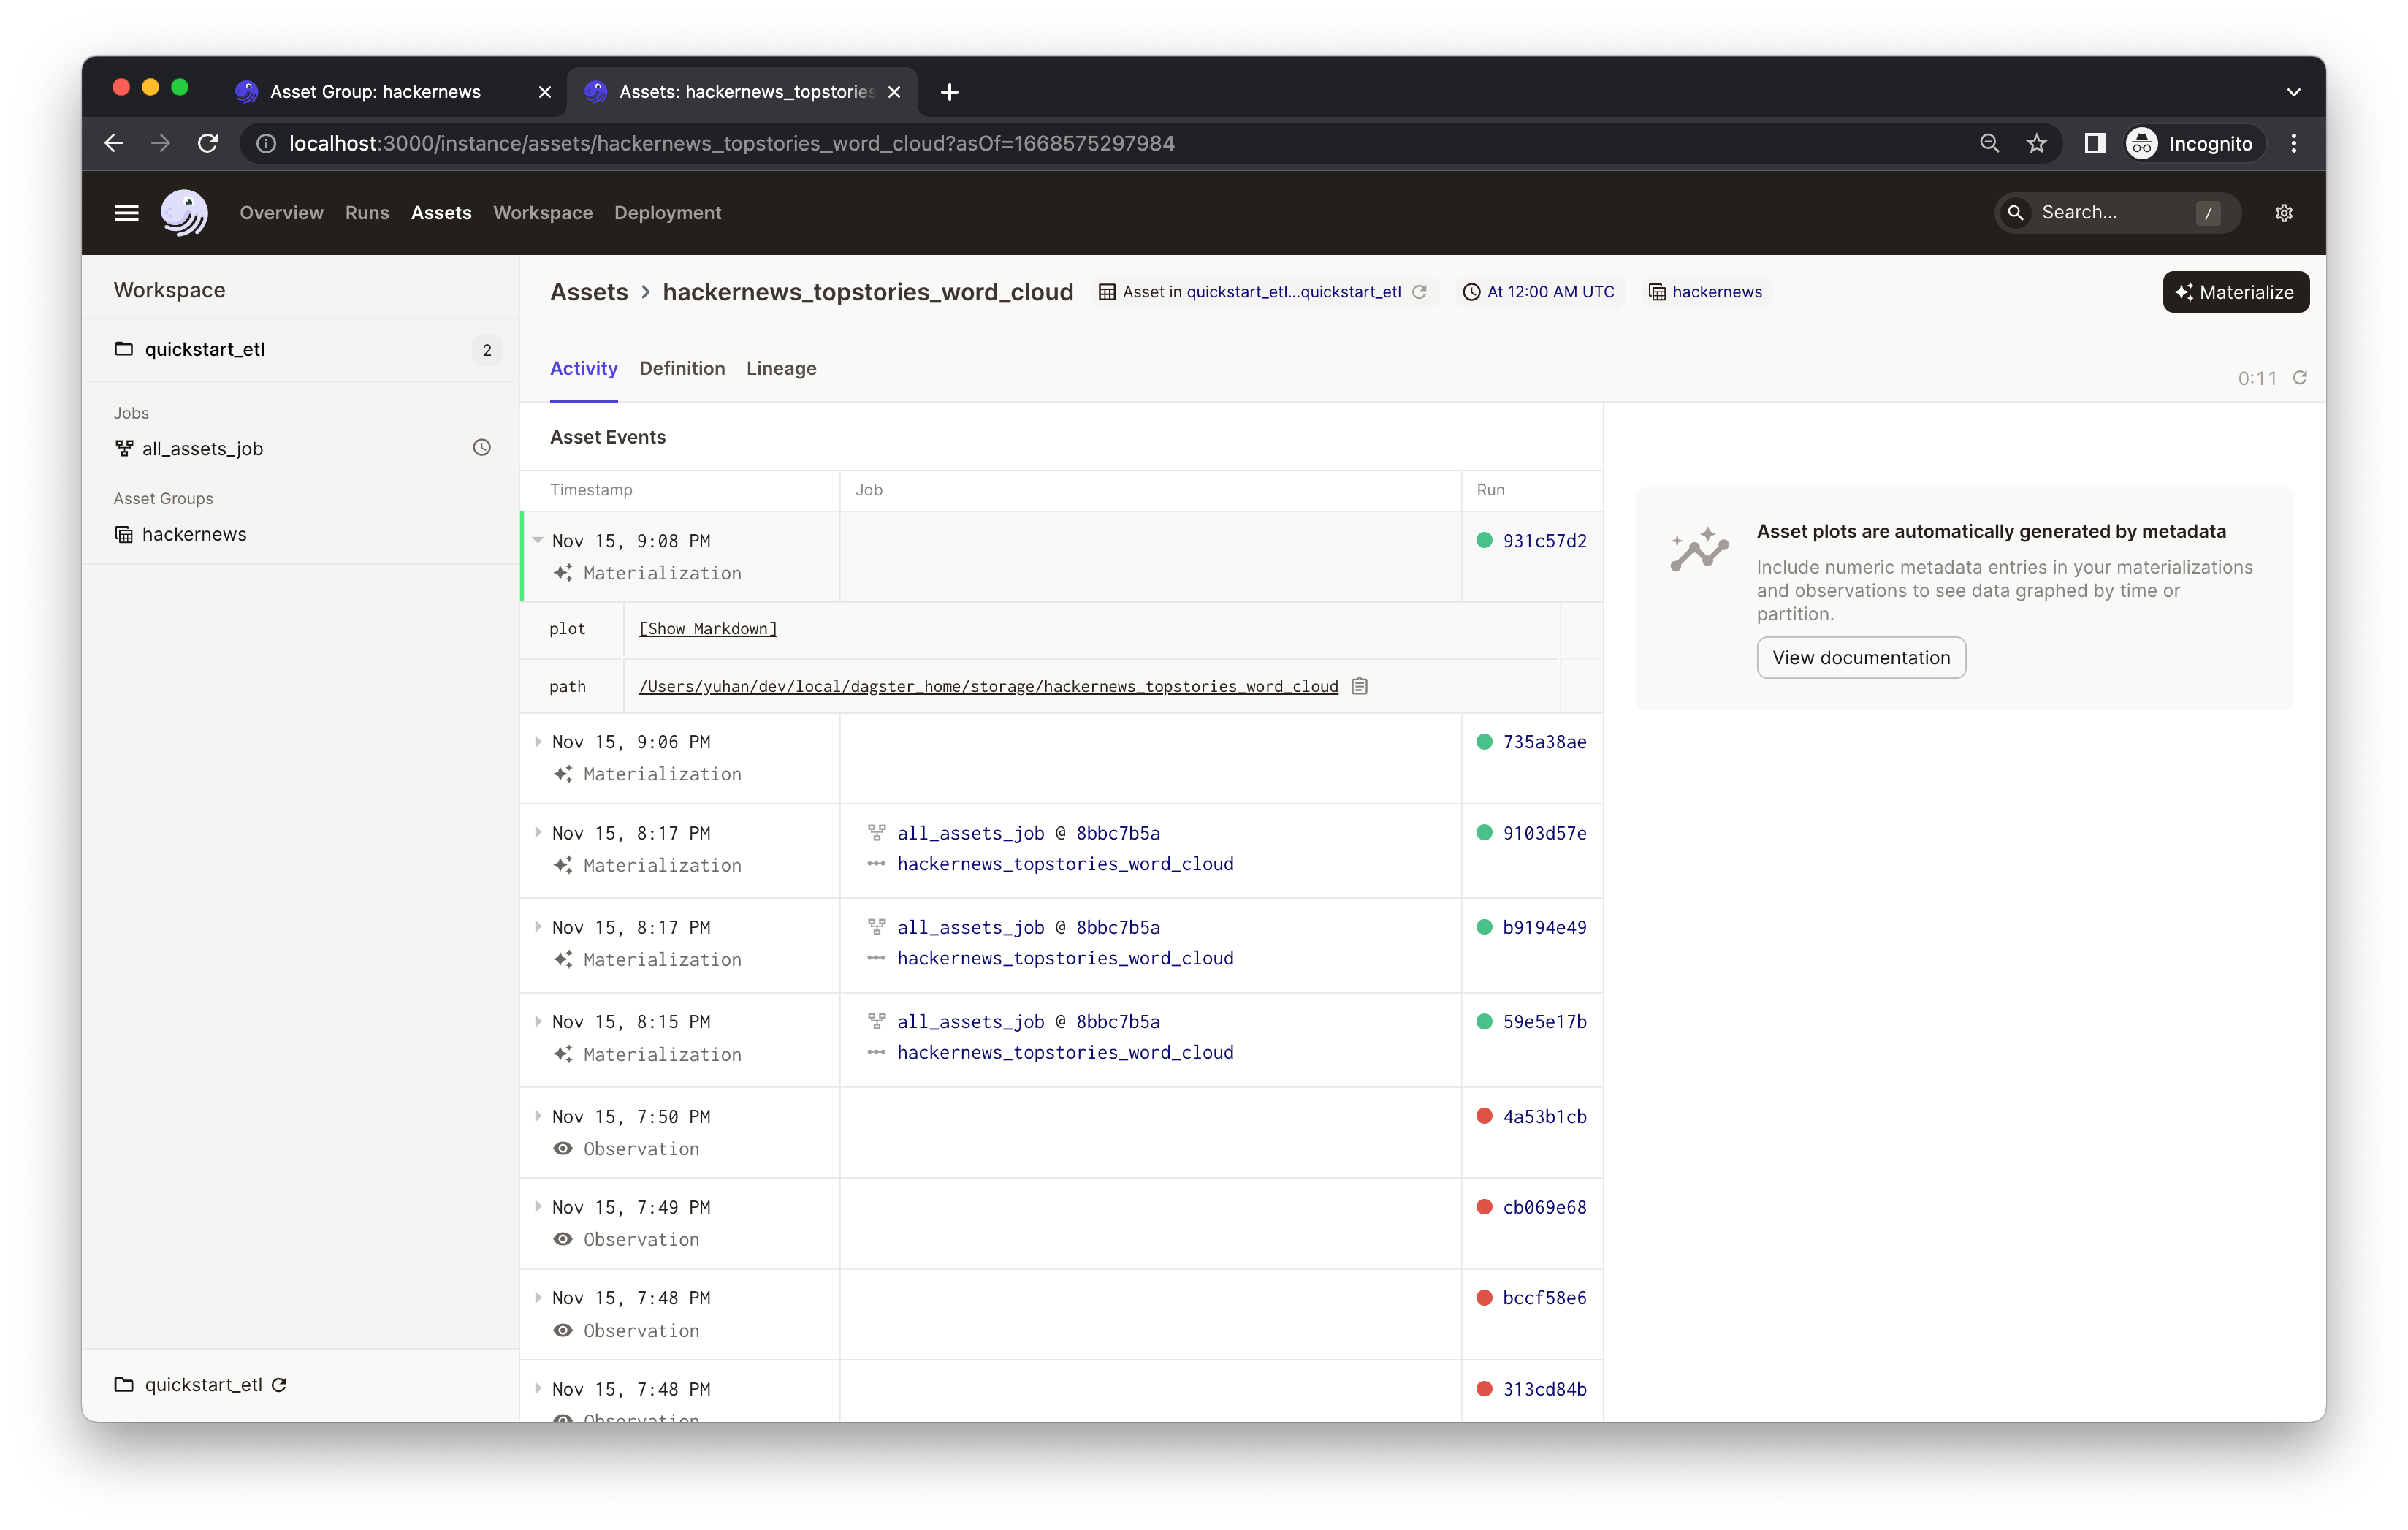 Asset Group: hackernews
Assets: hackernews_topstories
localhost:3000/instance/assets/hackernews_topstories_word_cloud?asOf=1668575297984
Incognito
Overview Runs Assets Workspace Deployment
Search... /
Workspace
quickstart_etl 2
Jobs
all_assets_job
Asset Groups
hackernews
quickstart_etl
Assets > hackernews_topstories_word_cloud Asset in quickstart_etl...quickstart_etl At 12:00 AM UTC hackernews Materialize
Activity Definition Lineage
0:11
Asset Events
Timestamp Job Run
Nov 15, 9:08 PM 931c57d2
Materialization
plot [Show Markdown]
path /Users/yuhan/dev/local/dagster_home/storage/hackernews_topstories_word_cloud
Nov 15, 9:06 PM 735a38ae
Materialization
Nov 15, 8:17 PM all_assets_job @ 8bbc7b5a 9103d57e
Materialization hackernews_topstories_word_cloud
Nov 15, 8:17 PM all_assets_job @ 8bbc7b5a b9194e49
Materialization hackernews_topstories_word_cloud
Nov 15, 8:15 PM all_assets_job @ 8bbc7b5a 59e5e17b
Materialization hackernews_topstories_word_cloud
Nov 15, 7:50 PM 4a53b1cb
Observation
Nov 15, 7:49 PM cb069e68
Observation
Nov 15, 7:48 PM bccf58e6
Observation
Nov 15, 7:48 PM 313cd84b
Observation
Asset plots are automatically generated by metadata
Include numeric metadata entries in your materializations
and observations to see data graphed by time or
partition.
View documentation